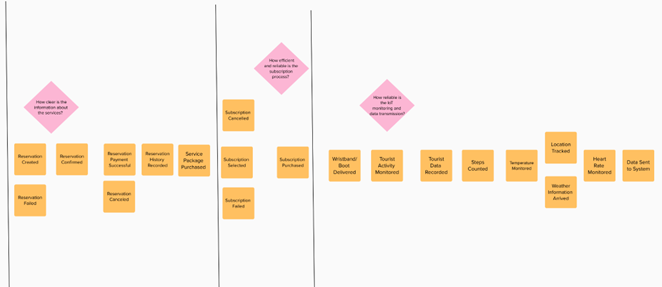 How clear is the
information about
the services?
Reservation
Created
Reservation
Confirmed
Reservation
Payment
Successful
Reservation
History
Recorded
Service
Package
Purchased
Reservation
Failed
Reservation
Canceled
How efficient
and reliable is the
subscription
process?
Subscription
Cancelled
Subscription
Selected
Subscription
Purchased
Subscription
Failed
How reliable is
the IoT
monitoring and
data transmission?
Wristband/
Boot
Delivered
Tourist
Activity
Monitored
Tourist
Data
Recorded
Steps
Counted
Temperature
Monitored
Location
Tracked
Weather
Information
Arrived
Heart
Rate
Monitored
Data Sent
to System